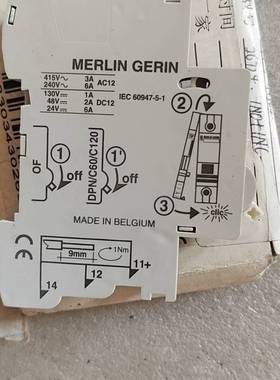 MERLIN GERIN
415V~ 3A AC12
240V~ 6A
130V⎓ 1A
48V⎓ 2A DC12
24V⎓ 6A
IEC 60947-5-1
2
OF
1
off
DPN/C60/C120
1'
off
3
clic
MADE IN BELGIUM
CE
9mm
1Nm
14
12
11+